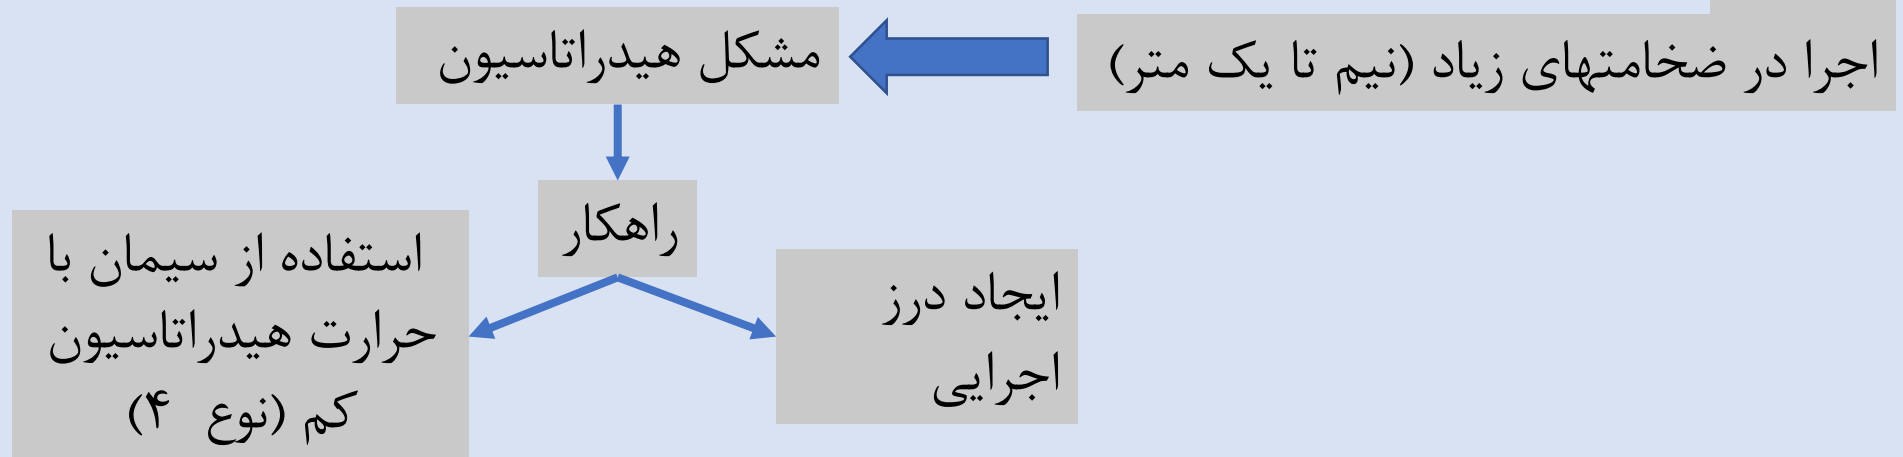 اجرا در ضخامتهای زیاد (نیم تا یک متر)
مشکل هیدراتاسیون
راهکار
ایجاد درز
اجرایی
استفاده از سیمان با
حرارت هیدراتاسیون
کم (نوع ۴)